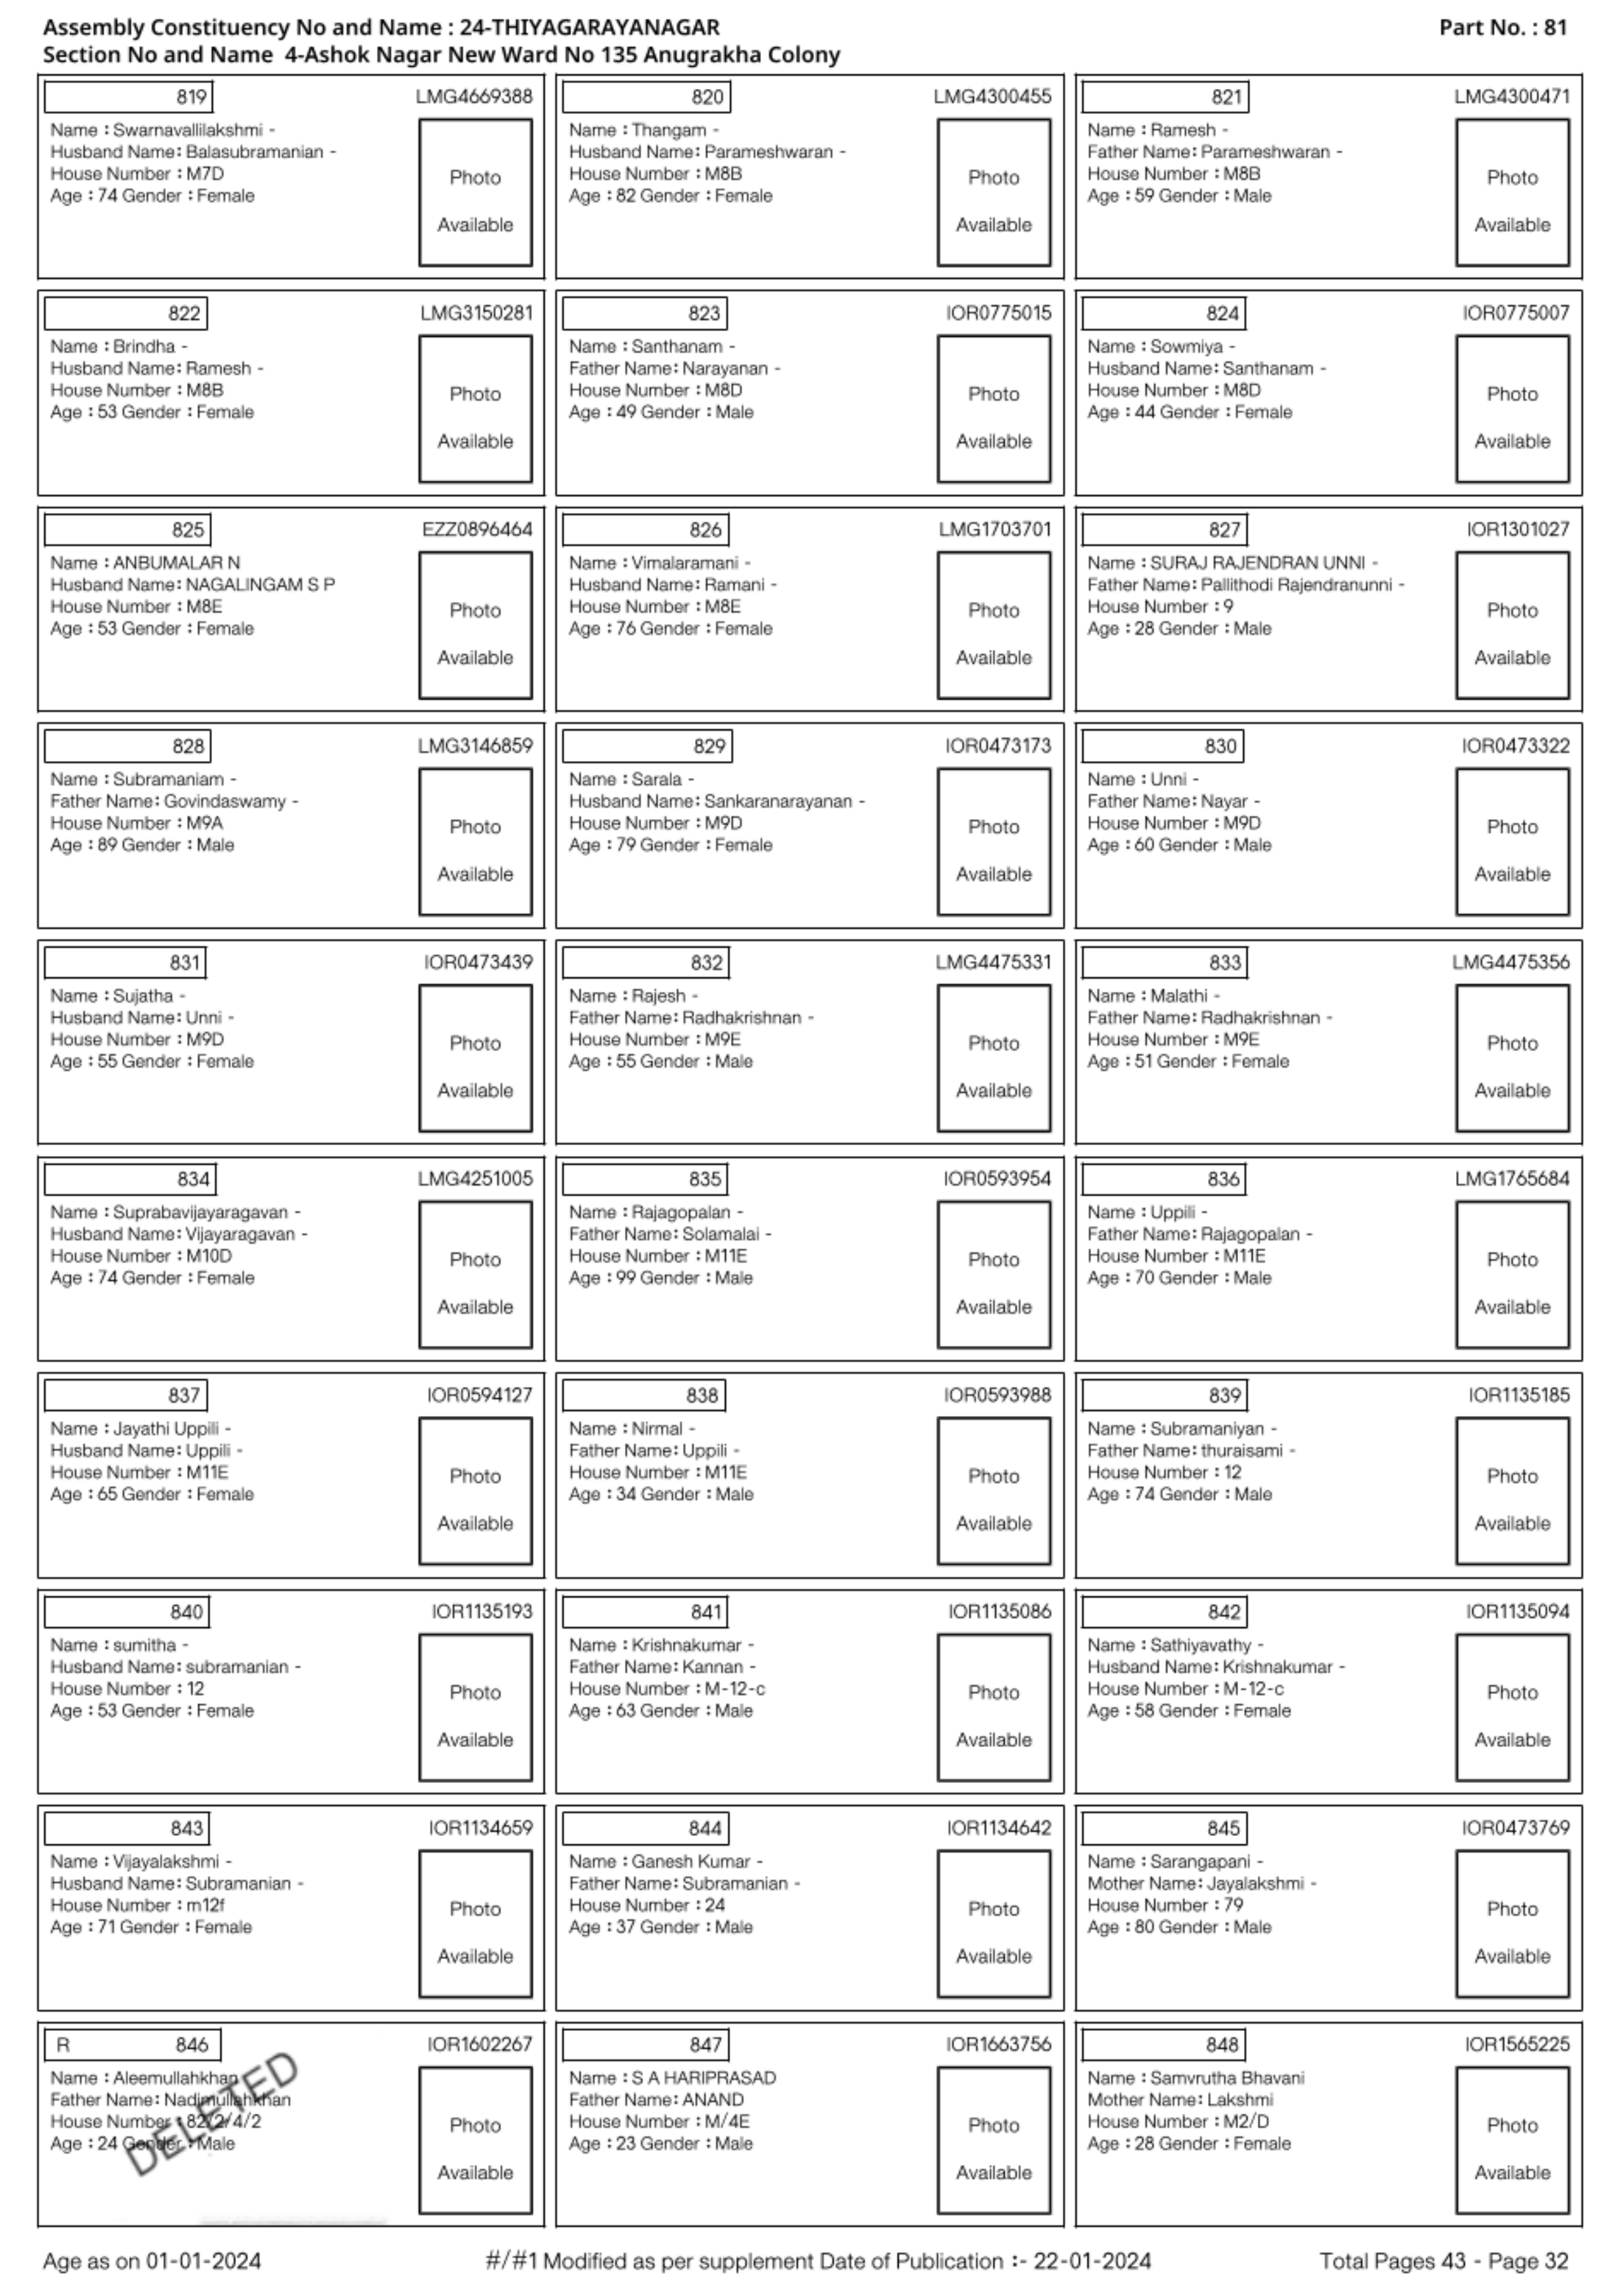 Assembly Constituency No and Name : 24-THIYAGARAYANAGAR
Part No. : 81
Section No and Name 4-Ashok Nagar New Ward No 135 Anugrakha Colony
819 LMG4669388
Name : Swarnavallilakshmi -
Husband Name: Balasubramanian -
House Number : M7D
Age : 74 Gender : Female
Photo
Available
820 LMG4300455
Name : Thangam -
Husband Name: Parameshwaran -
House Number : M8B
Age : 82 Gender : Female
Photo
Available
821 LMG4300471
Name : Ramesh -
Father Name: Parameshwaran -
House Number : M8B
Age : 59 Gender : Male
Photo
Available
822 LMG3150281
Name : Brindha -
Husband Name: Ramesh -
House Number : M8B
Age : 53 Gender : Female
Photo
Available
823 IOR0775015
Name : Santhanam -
Father Name: Narayanan -
House Number : M8D
Age : 49 Gender : Male
Photo
Available
824 IOR0775007
Name : Sowmiya -
Husband Name: Santhanam -
House Number : M8D
Age : 44 Gender : Female
Photo
Available
825 EZZ0896464
Name : ANBUMALAR N
Husband Name: NAGALINGAM S P
House Number : M8E
Age : 53 Gender : Female
Photo
Available
826 LMG1703701
Name : Vimalaramani -
Husband Name: Ramani -
House Number : M8E
Age : 76 Gender : Female
Photo
Available
827 IOR1301027
Name : SURAJ RAJENDRAN UNNI -
Father Name: Pallithodi Rajendranunni -
House Number : 9
Age : 28 Gender : Male
Photo
Available
828 LMG3146859
Name : Subramaniam -
Father Name: Govindaswamy -
House Number : M9A
Age : 89 Gender : Male
Photo
Available
829 IOR0473173
Name : Sarala -
Husband Name: Sankaranarayanan -
House Number : M9D
Age : 79 Gender : Female
Photo
Available
830 IOR0473322
Name : Unni -
Father Name: Nayar -
House Number : M9D
Age : 60 Gender : Male
Photo
Available
831 IOR0473439
Name : Sujatha -
Husband Name: Unni -
House Number : M9D
Age : 55 Gender : Female
Photo
Available
832 LMG4475331
Name : Rajesh -
Father Name: Radhakrishnan -
House Number : M9E
Age : 55 Gender : Male
Photo
Available
833 LMG4475356
Name : Malathi -
Father Name: Radhakrishnan -
House Number : M9E
Age : 51 Gender : Female
Photo
Available
834 LMG4251005
Name : Suprabavijayaragavan -
Husband Name: Vijayaragavan -
House Number : M10D
Age : 74 Gender : Female
Photo
Available
835 IOR0593954
Name : Rajagopalan -
Father Name: Solamalai -
House Number : M11E
Age : 99 Gender : Male
Photo
Available
836 LMG1765684
Name : Uppili -
Father Name: Rajagopalan -
House Number : M11E
Age : 70 Gender : Male
Photo
Available
837 IOR0594127
Name : Jayathi Uppili -
Husband Name: Uppili -
House Number : M11E
Age : 65 Gender : Female
Photo
Available
838 IOR0593988
Name : Nirmal -
Father Name: Uppili -
House Number : M11E
Age : 34 Gender : Male
Photo
Available
839 IOR1135185
Name : Subramaniyan -
Father Name: thuraisami -
House Number : 12
Age : 74 Gender : Male
Photo
Available
840 IOR1135193
Name : sumitha -
Husband Name: subramanian -
House Number : 12
Age : 53 Gender : Female
Photo
Available
841 IOR1135086
Name : Krishnakumar -
Father Name: Kannan -
House Number : M-12-c
Age : 63 Gender : Male
Photo
Available
842 IOR1135094
Name : Sathiyavathy -
Husband Name: Krishnakumar -
House Number : M-12-c
Age : 58 Gender : Female
Photo
Available
843 IOR1134659
Name : Vijayalakshmi -
Husband Name: Subramanian -
House Number : m12f
Age : 71 Gender : Female
Photo
Available
844 IOR1134642
Name : Ganesh Kumar -
Father Name: Subramanian -
House Number : 24
Age : 37 Gender : Male
Photo
Available
845 IOR0473769
Name : Sarangapani -
Mother Name: Jayalakshmi -
House Number : 79
Age : 80 Gender : Male
Photo
Available
R 846 IOR1602267
Name : Aleemullahkhan
Father Name: Nadjmullahkhan
House Number : 82/2/4/2
Age : 24 Gender : Male
DELETED
Photo
Available
847 IOR1663756
Name : S A HARIPRASAD
Father Name: ANAND
House Number : M/4E
Age : 23 Gender : Male
Photo
Available
848 IOR1565225
Name : Samvrutha Bhavani
Mother Name: Lakshmi
House Number : M2/D
Age : 28 Gender : Female
Photo
Available
Age as on 01-01-2024
#/#1 Modified as per supplement Date of Publication :- 22-01-2024
Total Pages 43 - Page 32